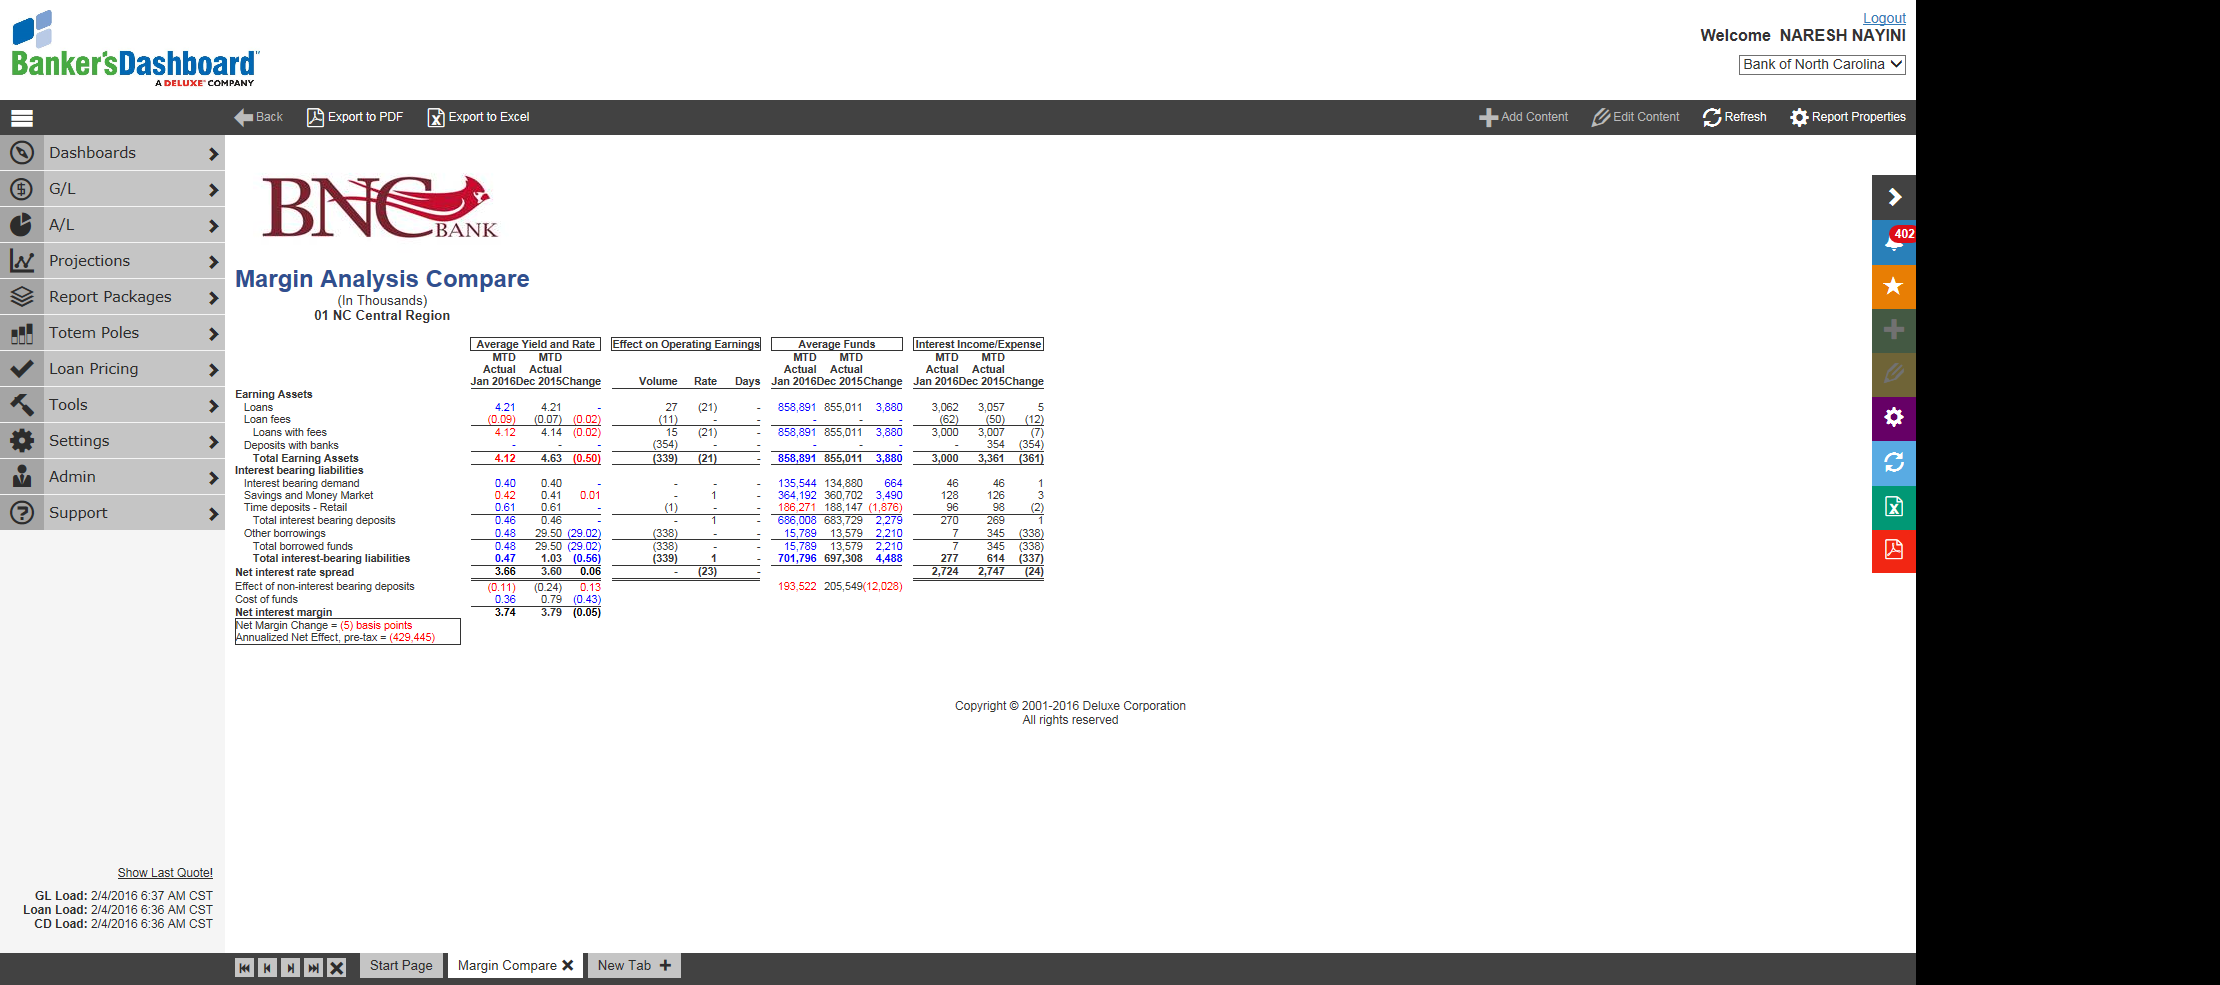 Banker'sDashboard
A DELUXE COMPANY
Logout
Welcome NARESH NAYINI
Bank of North Carolina
Back
Export to PDF
Export to Excel
Add Content
Edit Content
Refresh
Report Properties
Dashboards
G/L
A/L
Projections
Report Packages
Totem Poles
Loan Pricing
Tools
Settings
Admin
Support
402
BNC BANK
Margin Analysis Compare
(In Thousands)
01 NC Central Region
Average Yield and Rate Effect on Operating Earnings Average Funds Interest Income/Expense
MTD MTD MTD MTD MTD MTD
Actual Actual Actual Actual Actual Actual
Jan 2016 Dec 2015 Change Volume Rate Days Jan 2016 Dec 2015 Change Jan 2016 Dec 2015 Change
Earning Assets
Loans 4.21 4.21 - 27 (21) - 858,891 855,011 3,880 3,062 3,057 5
Loan fees (0.09) (0.07) (0.02) (11) - - - - - (62) (50) (12)
Loans with fees 4.12 4.14 (0.02) 15 (21) - 858,891 855,011 3,880 3,000 3,007 (7)
Deposits with banks - - - (354) - - - - - - 354 (354)
Total Earning Assets 4.12 4.63 (0.50) (339) (21) - 858,891 855,011 3,880 3,000 3,361 (361)
Interest bearing liabilities
Interest bearing demand 0.40 0.40 - - - - 135,544 134,880 664 46 46 1
Savings and Money Market 0.42 0.41 0.01 - 1 - 364,192 360,702 3,490 128 126 3
Time deposits - Retail 0.61 0.61 - (1) - - 186,271 188,147 (1,876) 96 98 (2)
Total interest bearing deposits 0.46 0.46 - - 1 - 686,008 683,729 2,279 270 269 1
Other borrowings 0.48 29.50 (29.02) (338) - - 15,789 13,579 2,210 7 345 (338)
Total borrowed funds 0.48 29.50 (29.02) (338) - - 15,789 13,579 2,210 7 345 (338)
Total interest-bearing liabilities 0.47 1.03 (0.56) (339) 1 - 701,796 697,308 4,488 277 614 (337)
Net interest rate spread 3.66 3.60 0.06 - (23) - 2,724 2,747 (24)
Effect of non-interest bearing deposits (0.11) (0.24) 0.13 193,522 205,549 (12,028)
Cost of funds 0.36 0.79 (0.43)
Net interest margin 3.74 3.79 (0.05)
Net Margin Change = (5) basis points
Annualized Net Effect, pre-tax = (429,445)
Copyright © 2001-2016 Deluxe Corporation
All rights reserved
Show Last Quote!
GL Load: 2/4/2016 6:37 AM CST
Loan Load: 2/4/2016 6:36 AM CST
CD Load: 2/4/2016 6:36 AM CST
Start Page
Margin Compare
New Tab